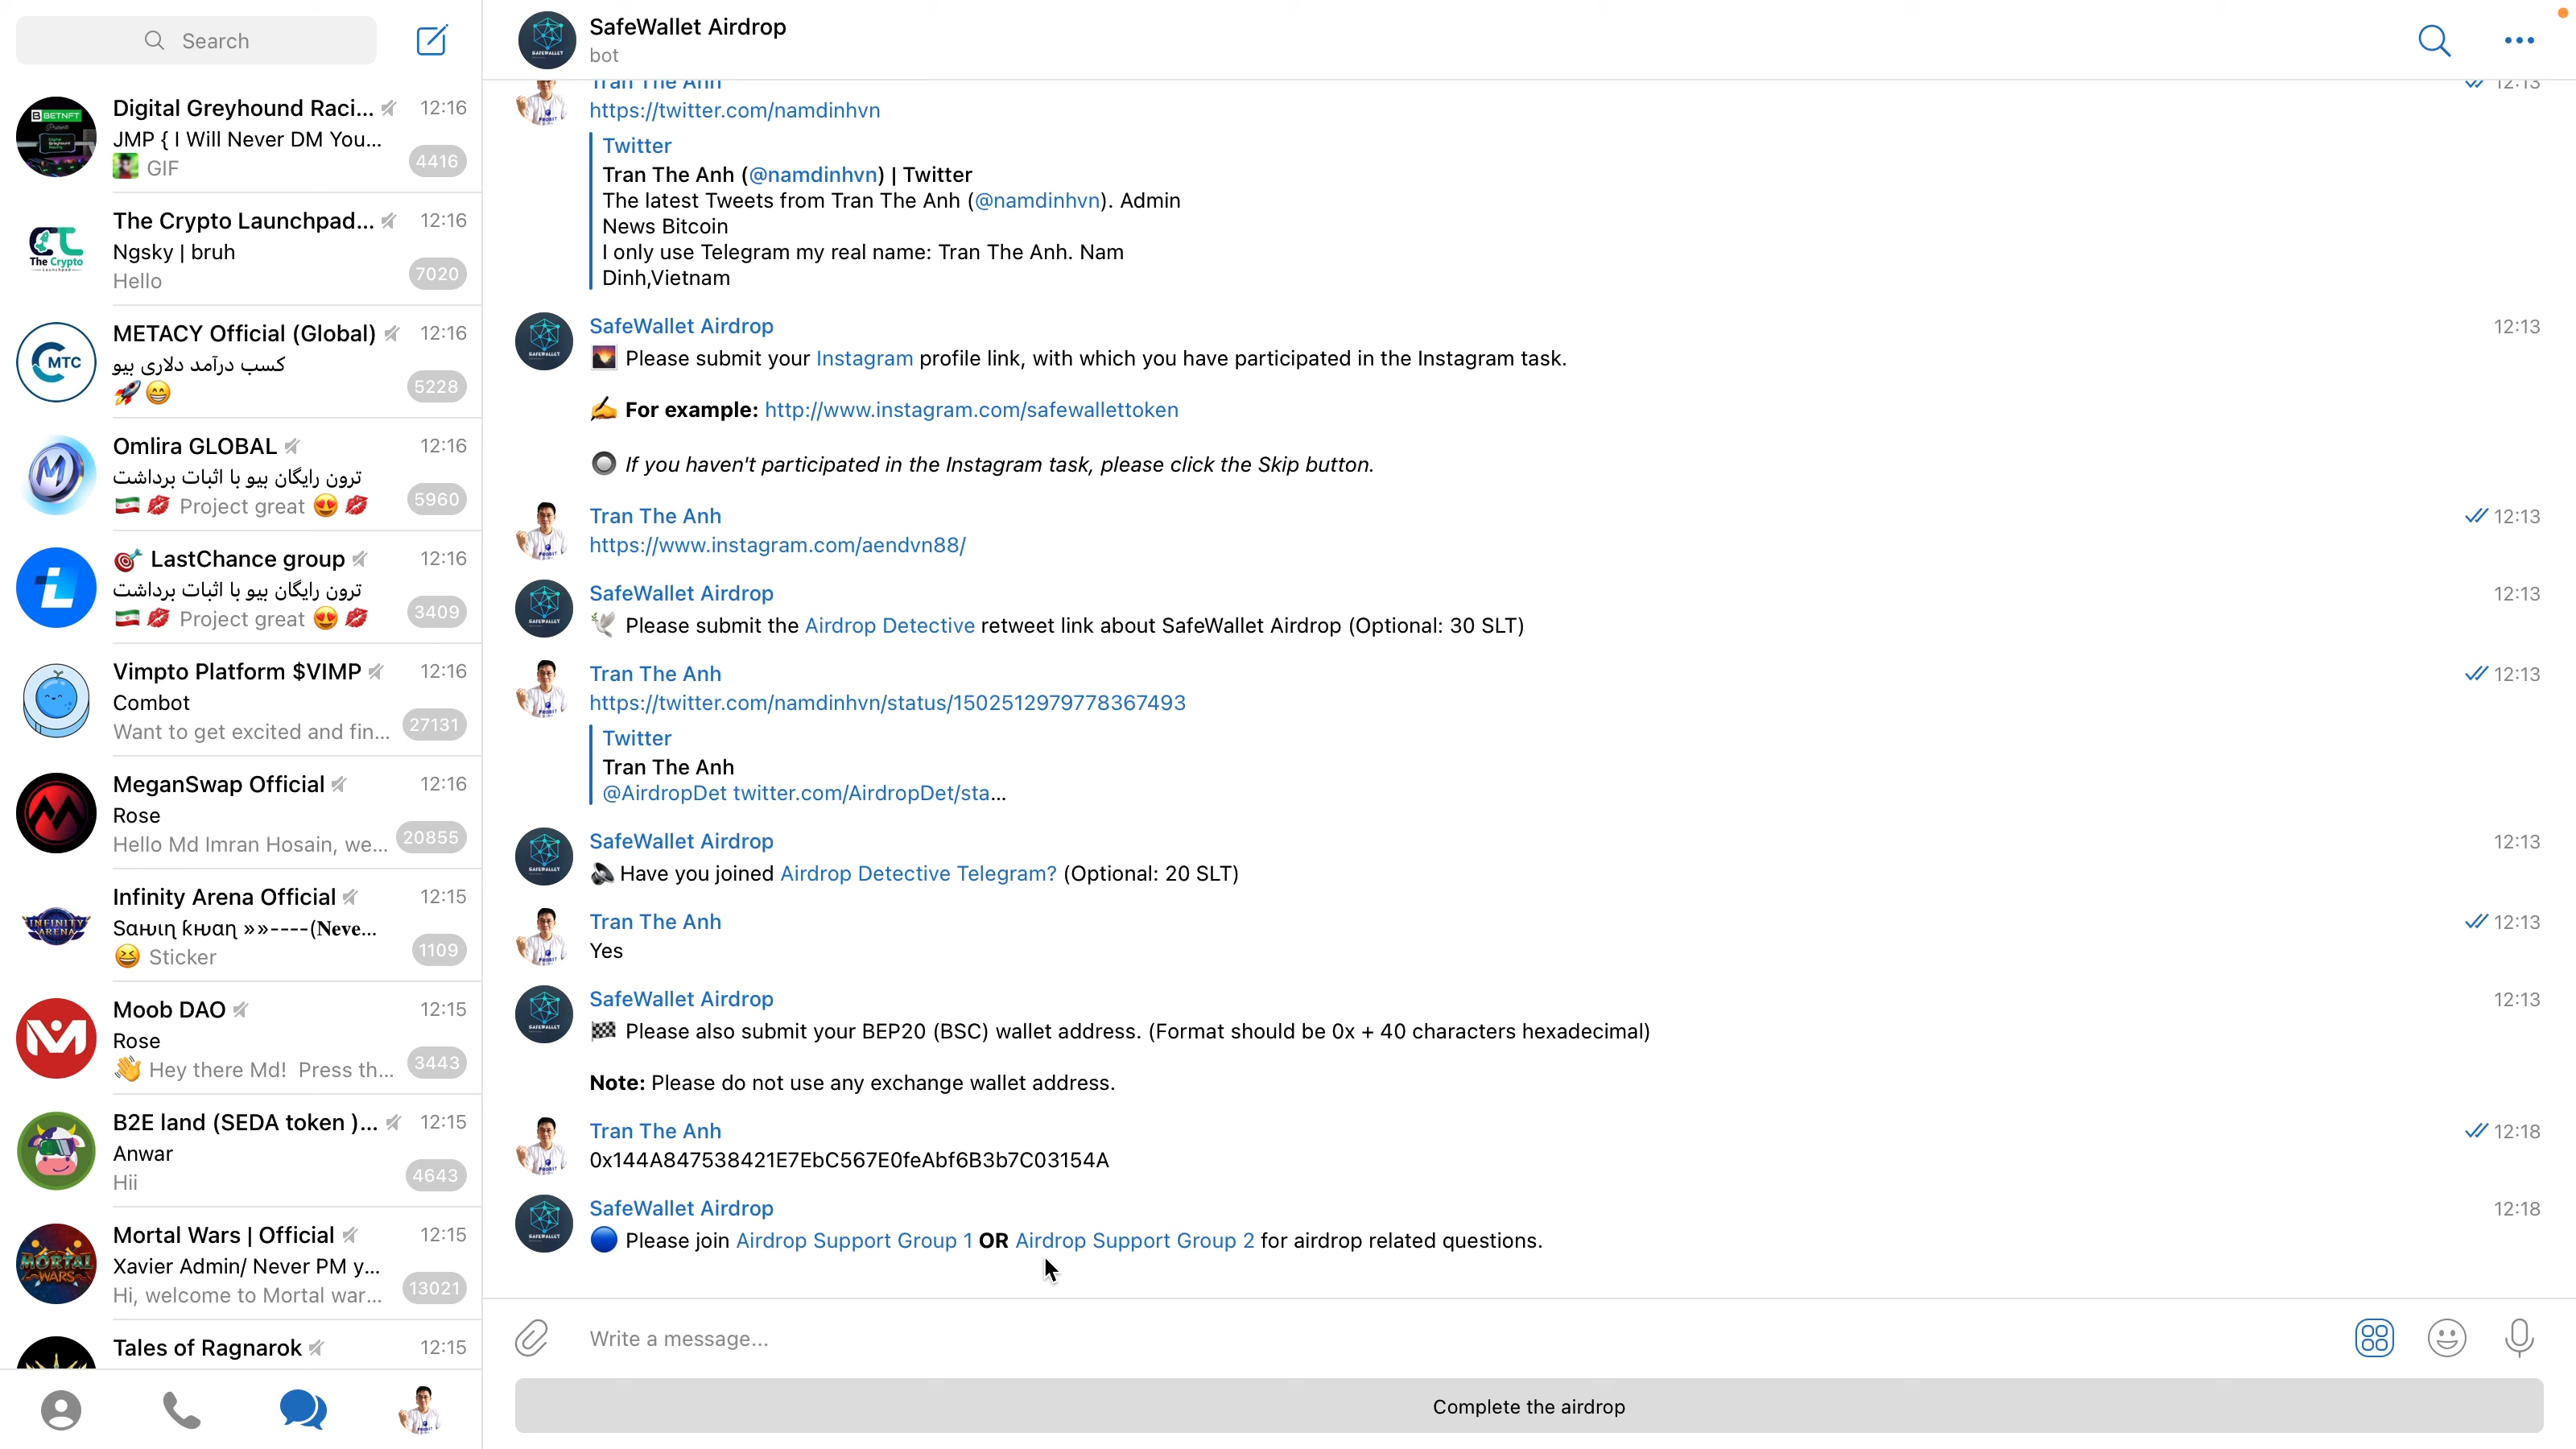 Search
Digital Greyhound Raci... 12:16
JMP { I Will Never DM You...
GIF 4416
The Crypto Launchpad... 12:16
Ngsky | bruh
Hello 7020
METACY Official (Global) 12:16
کسب درآمد دلاری بیو
5228
Omlira GLOBAL 12:16
ترون رایگان بیو با اثبات برداشت
Project great 5960
LastChance group 12:16
ترون رایگان بیو با اثبات برداشت
Project great 3409
Vimpto Platform $VIMP 12:16
Combot
Want to get excited and fin... 27131
MeganSwap Official 12:16
Rose
Hello Md Imran Hosain, we... 20855
Infinity Arena Official 12:15
Sαɯιη ƙɯαη »»----(𝐍𝐞𝐯𝐞...
Sticker 1109
Moob DAO 12:15
Rose
Hey there Md! Press th... 3443
B2E land (SEDA token )... 12:15
Anwar
Hii 4643
Mortal Wars | Official 12:15
Xavier Admin/ Never PM y...
Hi, welcome to Mortal war... 13021
Tales of Ragnarok 12:15
SafeWallet Airdrop
bot
Tran The Anh 12:13
https://twitter.com/namdinhvn
Twitter
Tran The Anh (@namdinhvn) | Twitter
The latest Tweets from Tran The Anh (@namdinhvn). Admin
News Bitcoin
I only use Telegram my real name: Tran The Anh. Nam
Dinh,Vietnam
SafeWallet Airdrop 12:13
Please submit your Instagram profile link, with which you have participated in the Instagram task.
For example: http://www.instagram.com/safewallettoken
If you haven't participated in the Instagram task, please click the Skip button.
Tran The Anh 12:13
https://www.instagram.com/aendvn88/
SafeWallet Airdrop 12:13
Please submit the Airdrop Detective retweet link about SafeWallet Airdrop (Optional: 30 SLT)
Tran The Anh 12:13
https://twitter.com/namdinhvn/status/1502512979778367493
Twitter
Tran The Anh
@AirdropDet twitter.com/AirdropDet/sta...
SafeWallet Airdrop 12:13
Have you joined Airdrop Detective Telegram? (Optional: 20 SLT)
Tran The Anh 12:13
Yes
SafeWallet Airdrop 12:13
Please also submit your BEP20 (BSC) wallet address. (Format should be 0x + 40 characters hexadecimal)
Note: Please do not use any exchange wallet address.
Tran The Anh 12:18
0x144A847538421E7EbC567E0feAbf6B3b7C03154A
SafeWallet Airdrop 12:18
Please join Airdrop Support Group 1 OR Airdrop Support Group 2 for airdrop related questions.
Write a message...
Complete the airdrop